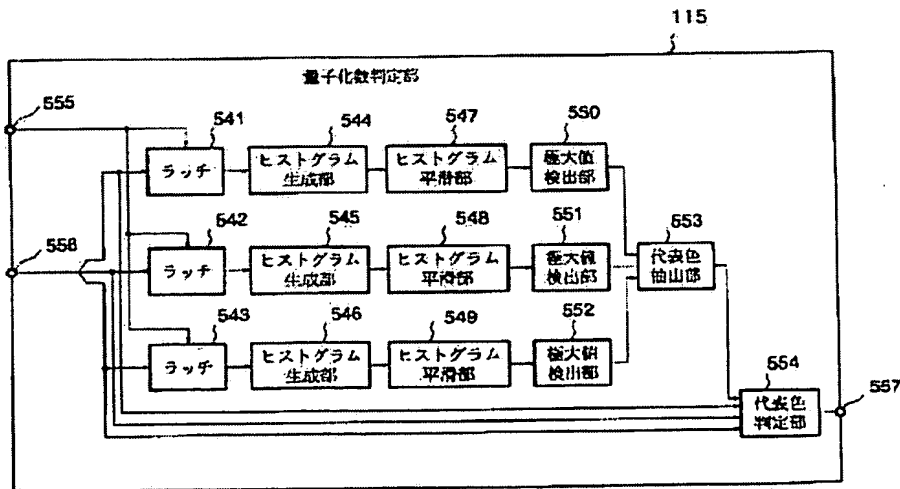 115
量子化数判定部
555
541
544
547
550
ラッチ
ヒストグラム
生成部
ヒストグラム
平滑部
極大値
検出部
542
545
548
551
553
558
ラッチ
ヒストグラム
生成部
ヒストグラム
平滑部
極大値
検出部
代表色
抽出部
543
546
549
552
ラッチ
ヒストグラム
生成部
ヒストグラム
平滑部
極大値
検出部
554
557
代表色
判定部